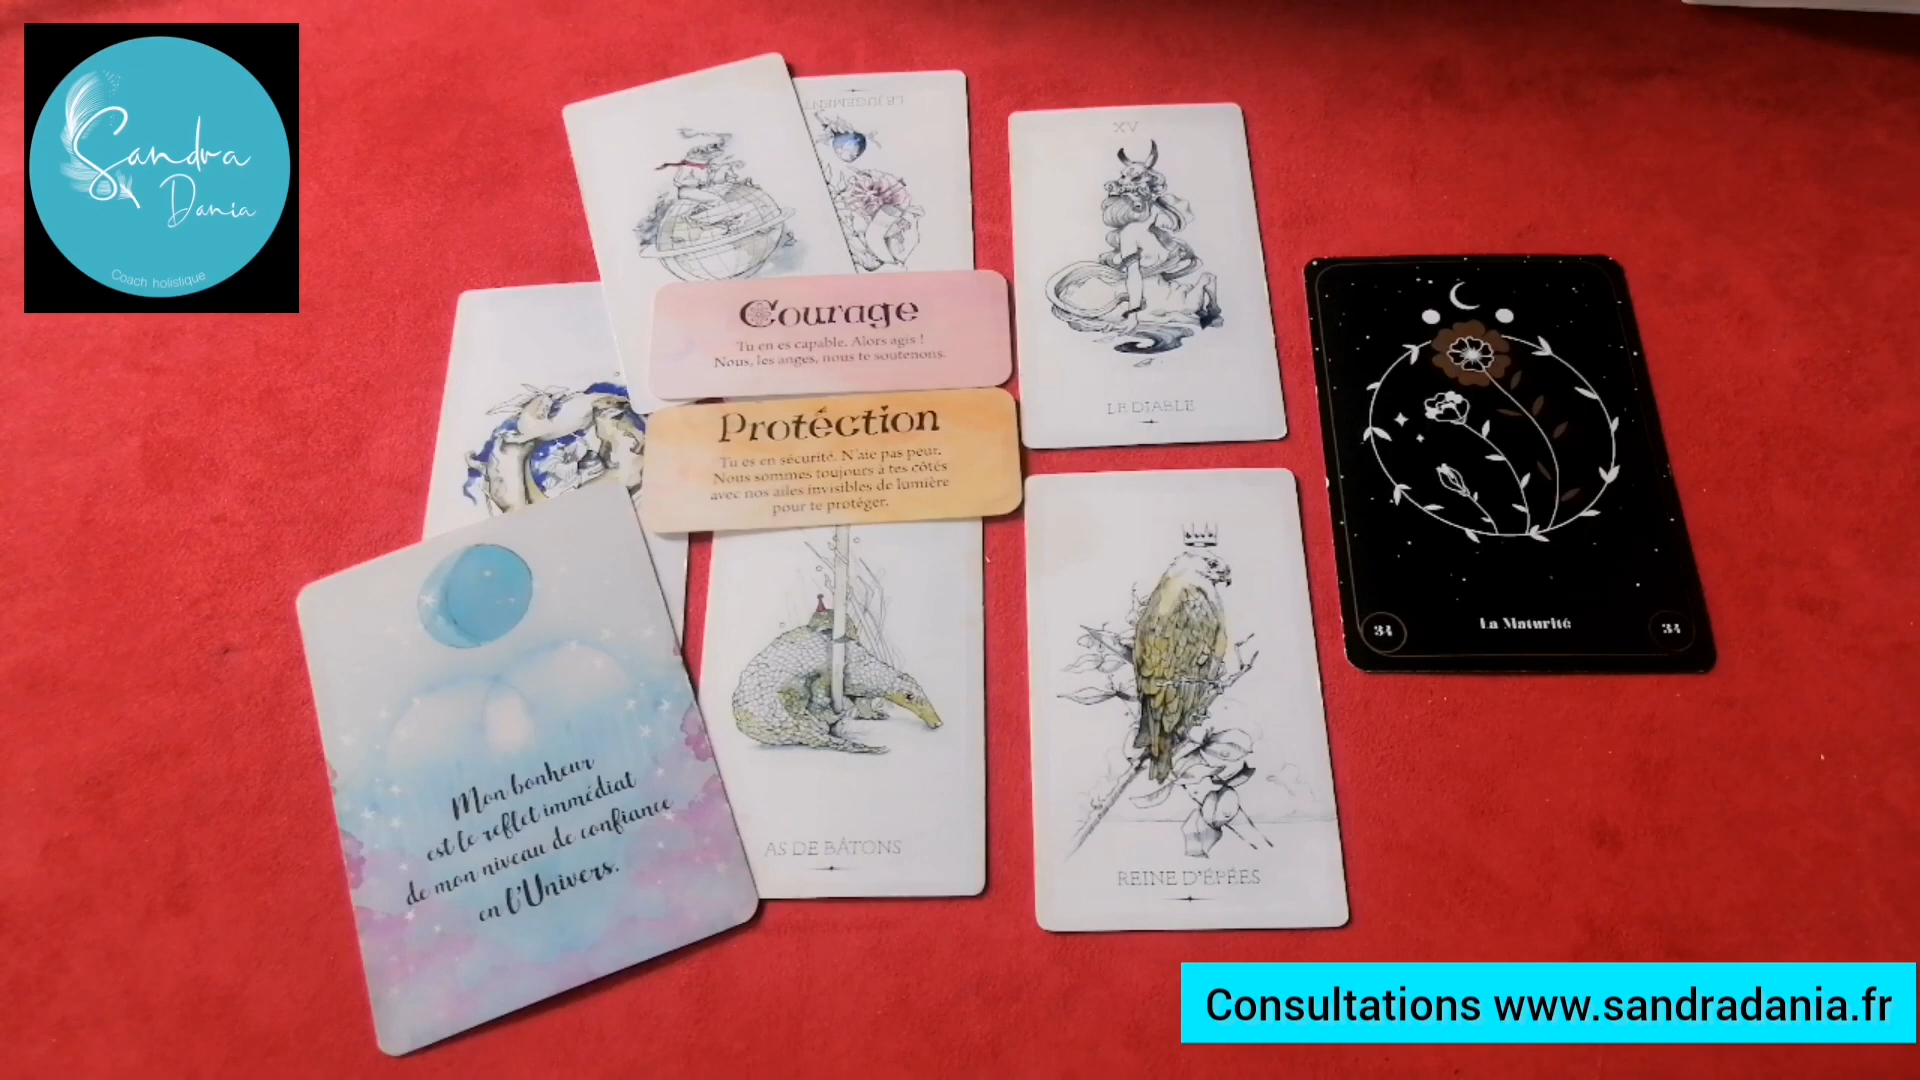 Sandra
Dania
Coach holistique
LE JUGEMENT
XV
LE DIABLE
Courage
Tu en es capable. Alors agis !
Nous, les anges, nous te soutenons.
Protection
Tu es en sécurité. N'aie pas peur.
Nous sommes toujours à tes côtés
avec nos ailes invisibles de lumière
pour te protéger.
34
La Maturité
34
Mon bonheur
est le reflet immédiat
de mon niveau de confiance
en l'Univers.
AS DE BÂTONS
REINE D'ÉPÉES
Consultations www.sandradania.fr